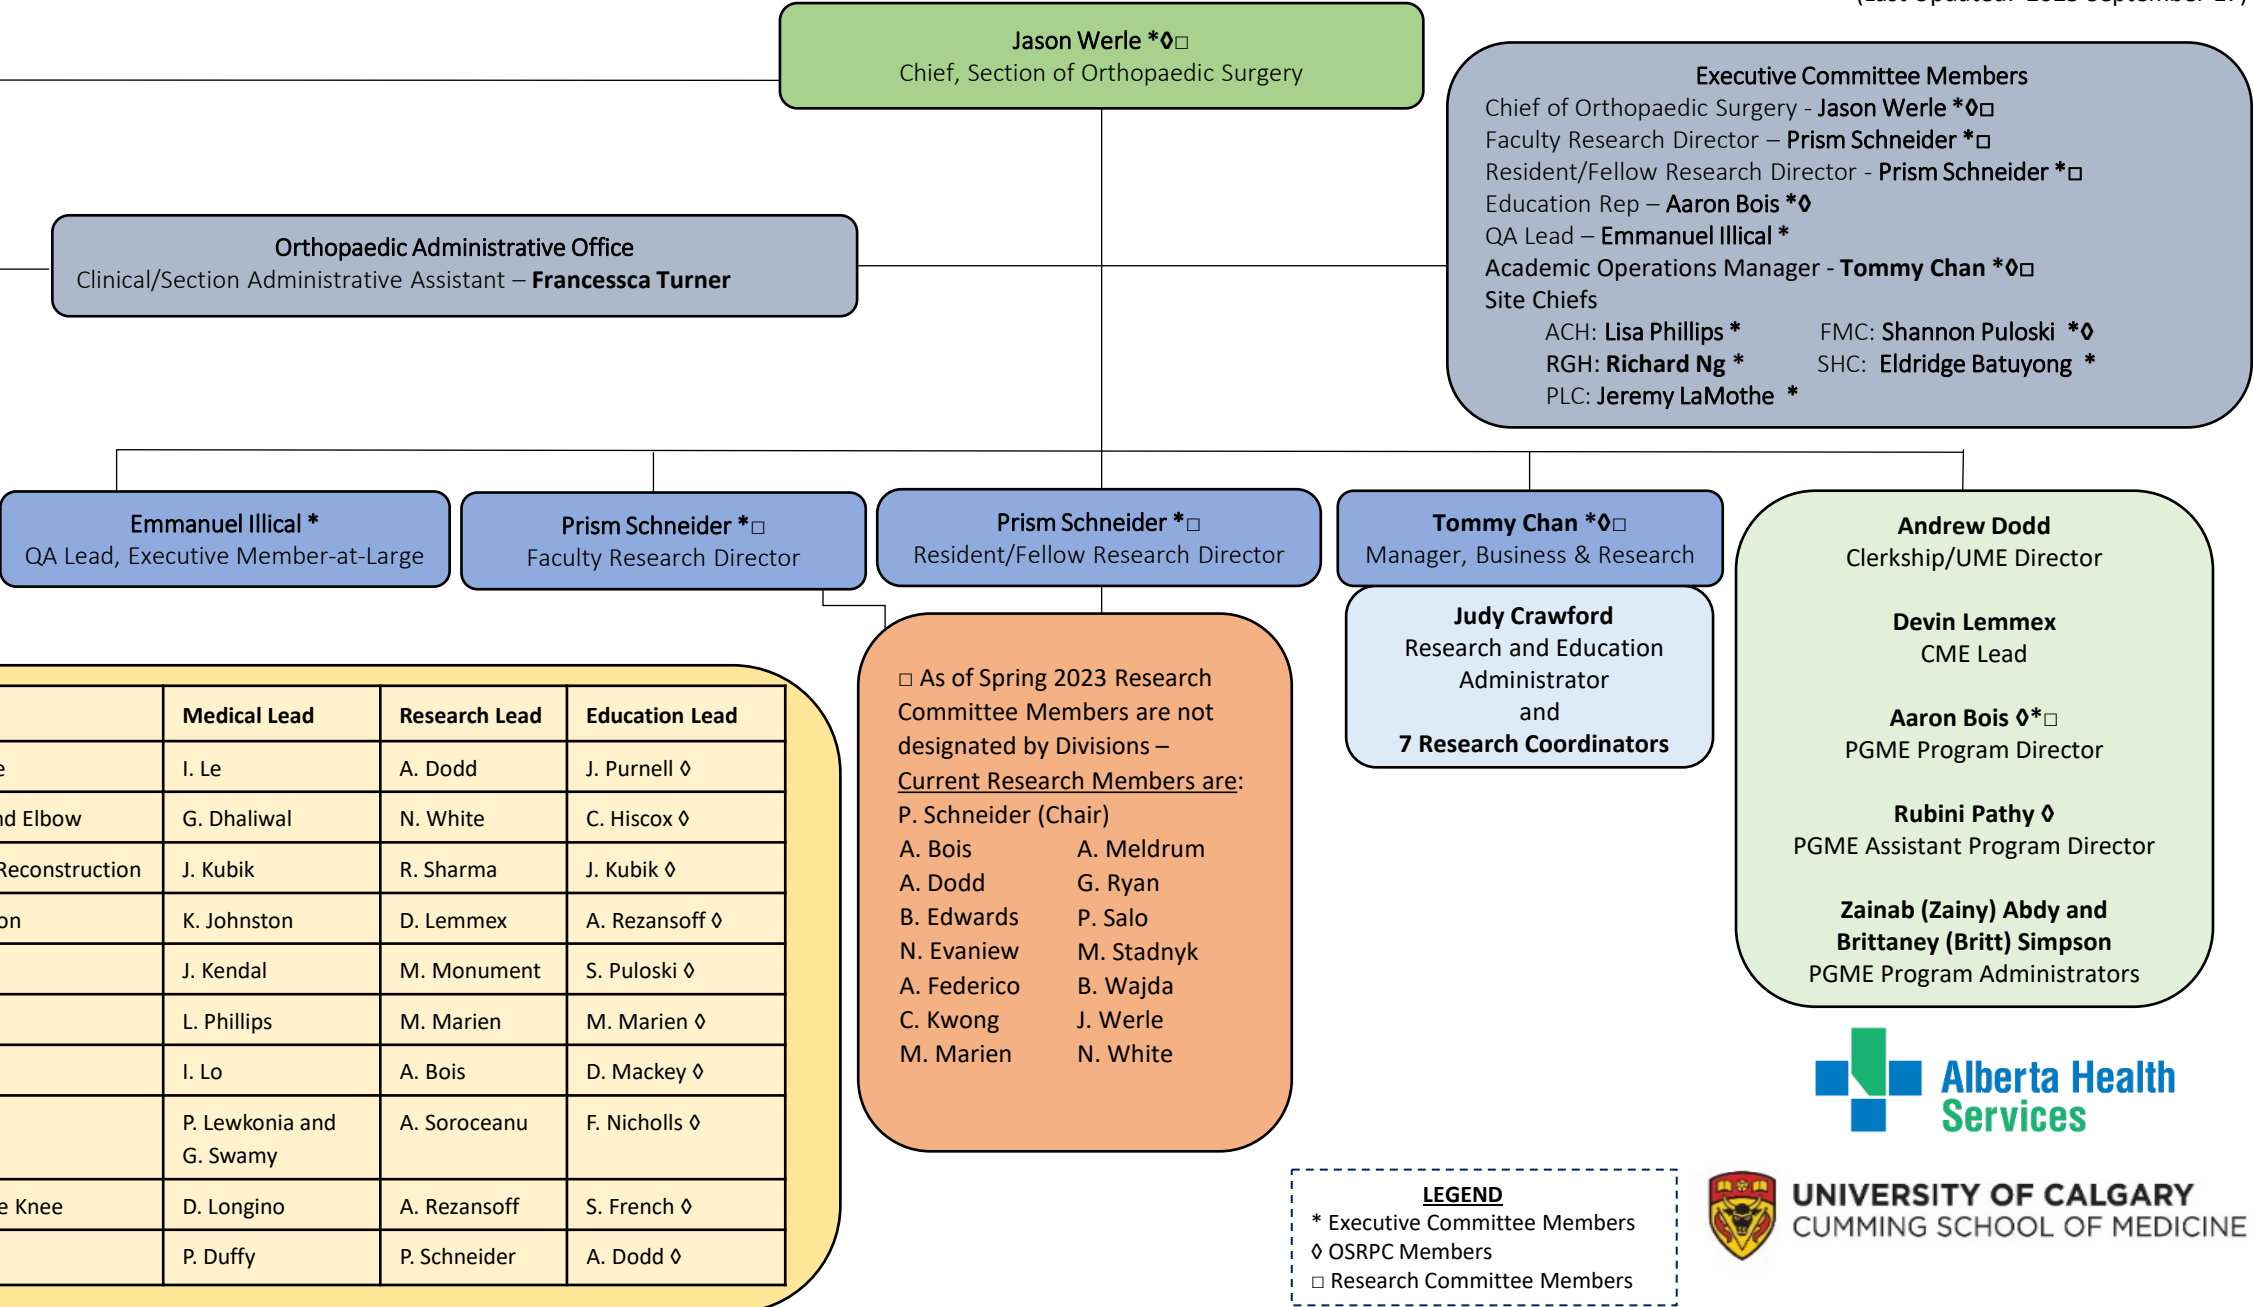 Jason Werle *◊□
Chief, Section of Orthopaedic Surgery
Executive Committee Members
Chief of Orthopaedic Surgery - Jason Werle *◊□
Faculty Research Director – Prism Schneider *□
Resident/Fellow Research Director - Prism Schneider *□
Education Rep – Aaron Bois *◊
QA Lead – Emmanuel Illical *
Academic Operations Manager - Tommy Chan *◊□
Site Chiefs
ACH: Lisa Phillips * FMC: Shannon Puloski *◊
RGH: Richard Ng * SHC: Eldridge Batuyong *
PLC: Jeremy LaMothe *
Orthopaedic Administrative Office
Clinical/Section Administrative Assistant – Francessca Turner
Emmanuel Illical *
QA Lead, Executive Member-at-Large
Prism Schneider *□
Faculty Research Director
Prism Schneider *□
Resident/Fellow Research Director
Tommy Chan *◊□
Manager, Business & Research
Judy Crawford
Research and Education
Administrator
and
7 Research Coordinators
Andrew Dodd
Clerkship/UME Director
Devin Lemmex
CME Lead
Aaron Bois ◊*□
PGME Program Director
Rubini Pathy ◊
PGME Assistant Program Director
Zainab (Zainy) Abdy and
Brittaney (Britt) Simpson
PGME Program Administrators
Medical Lead Research Lead Education Lead
I. Le A. Dodd J. Purnell ◊
Elbow G. Dhaliwal N. White C. Hiscox ◊
Reconstruction J. Kubik R. Sharma J. Kubik ◊
K. Johnston D. Lemmex A. Rezansoff ◊
J. Kendal M. Monument S. Puloski ◊
L. Phillips M. Marien M. Marien ◊
I. Lo A. Bois D. Mackey ◊
P. Lewkonia and A. Soroceanu F. Nicholls ◊
G. Swamy
Knee D. Longino A. Rezansoff S. French ◊
P. Duffy P. Schneider A. Dodd ◊
□ As of Spring 2023 Research
Committee Members are not
designated by Divisions –
Current Research Members are:
P. Schneider (Chair)
A. Bois A. Meldrum
A. Dodd G. Ryan
B. Edwards P. Salo
N. Evaniew M. Stadnyk
A. Federico B. Wajda
C. Kwong J. Werle
M. Marien N. White
Alberta Health
Services
LEGEND
* Executive Committee Members
◊ OSRPC Members
□ Research Committee Members
UNIVERSITY OF CALGARY
CUMMING SCHOOL OF MEDICINE